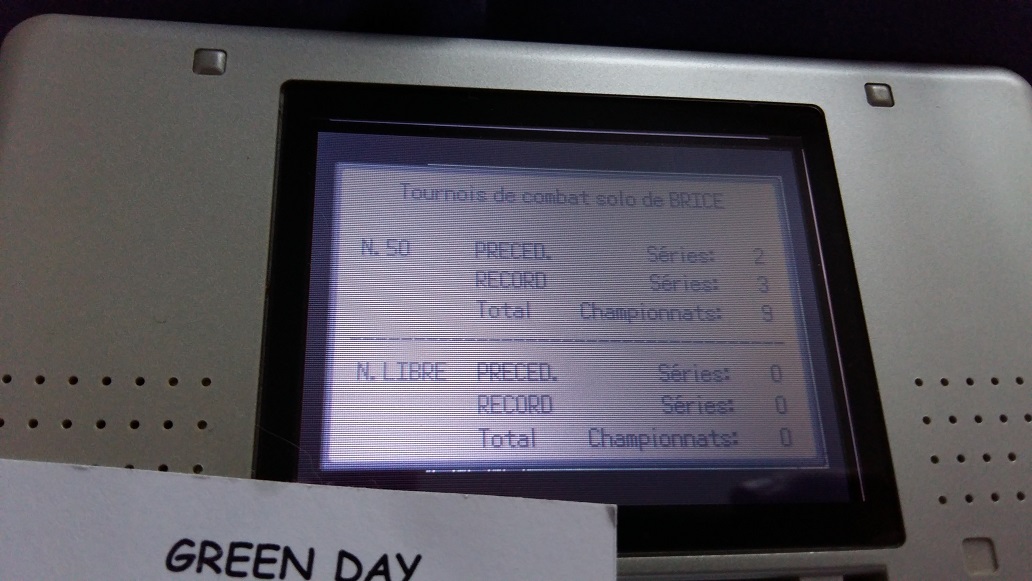 Tournois de combat solo de BRICE
N. 50 PRECED. Séries: 2
RECORD Séries: 3
Total Championnats: 9
N. LIBRE PRECED. Séries: 0
RECORD Séries: 0
Total Championnats: 0
GREEN DAY